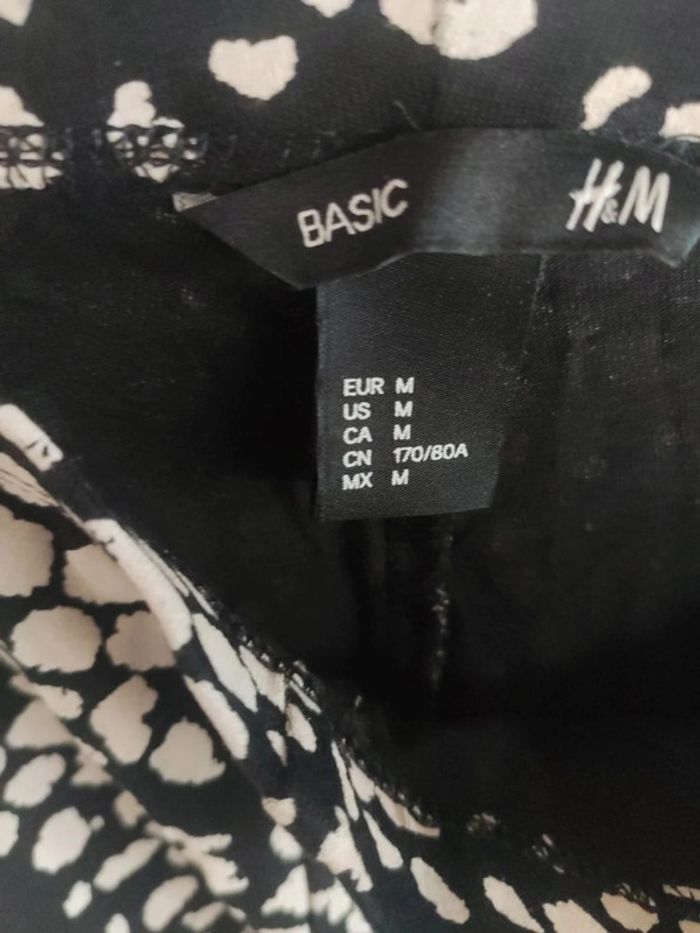 BASIC H&M
EUR M
US M
CA M
CN 170/80A
MX M